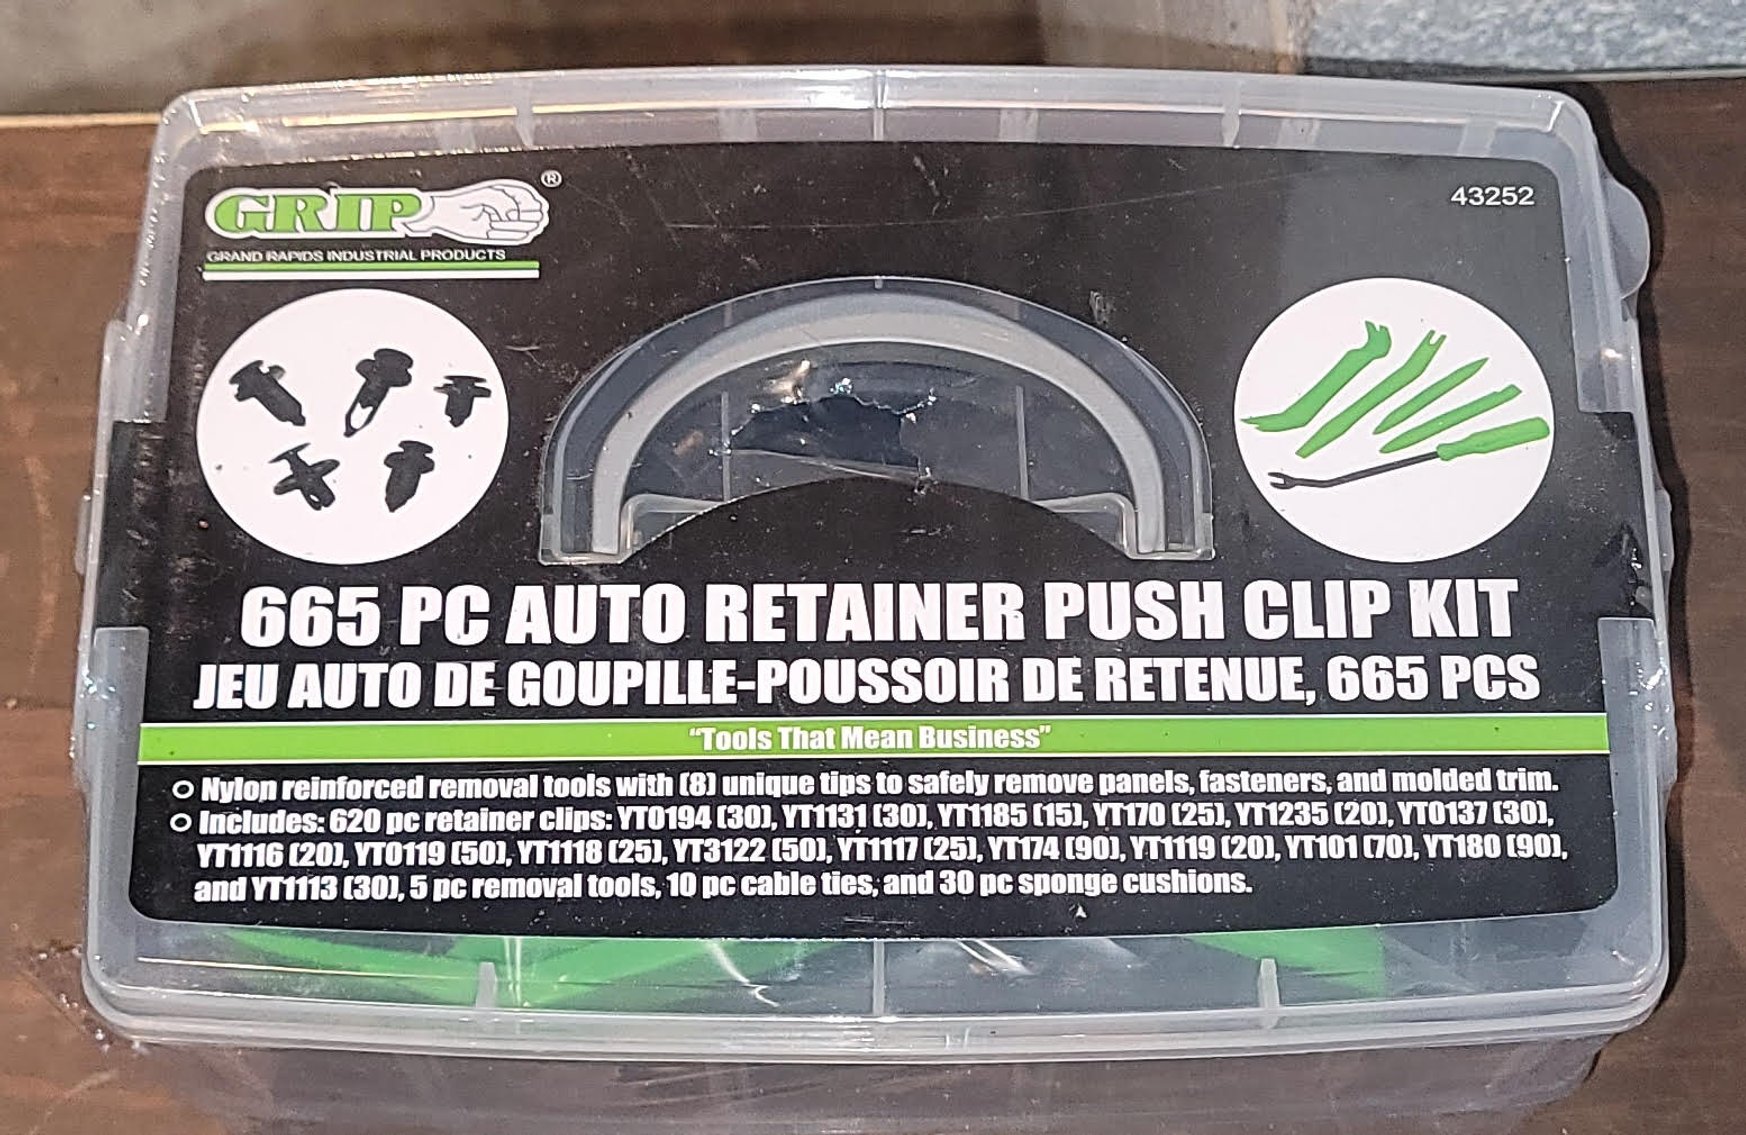 GRIP®
GRAND RAPIDS INDUSTRIAL PRODUCTS
43252
665 PC AUTO RETAINER PUSH CLIP KIT
JEU AUTO DE GOUPILLE-POUSSOIR DE RETENUE, 665 PCS
"Tools That Mean Business"
Nylon reinforced removal tools with (8) unique tips to safely remove panels, fasteners, and molded trim.
Includes: 620 pc retainer clips: YT0194 (30), YT1131 (30), YT1185 (15), YT170 (25), YT1235 (20), YT0137 (30),
YT1116 (20), YT0119 (50), YT1118 (25), YT3122 (50), YT1117 (25), YT174 (90), YT1119 (20), YT101 (70), YT180 (90),
and YT1113 (30), 5 pc removal tools, 10 pc cable ties, and 30 pc sponge cushions.